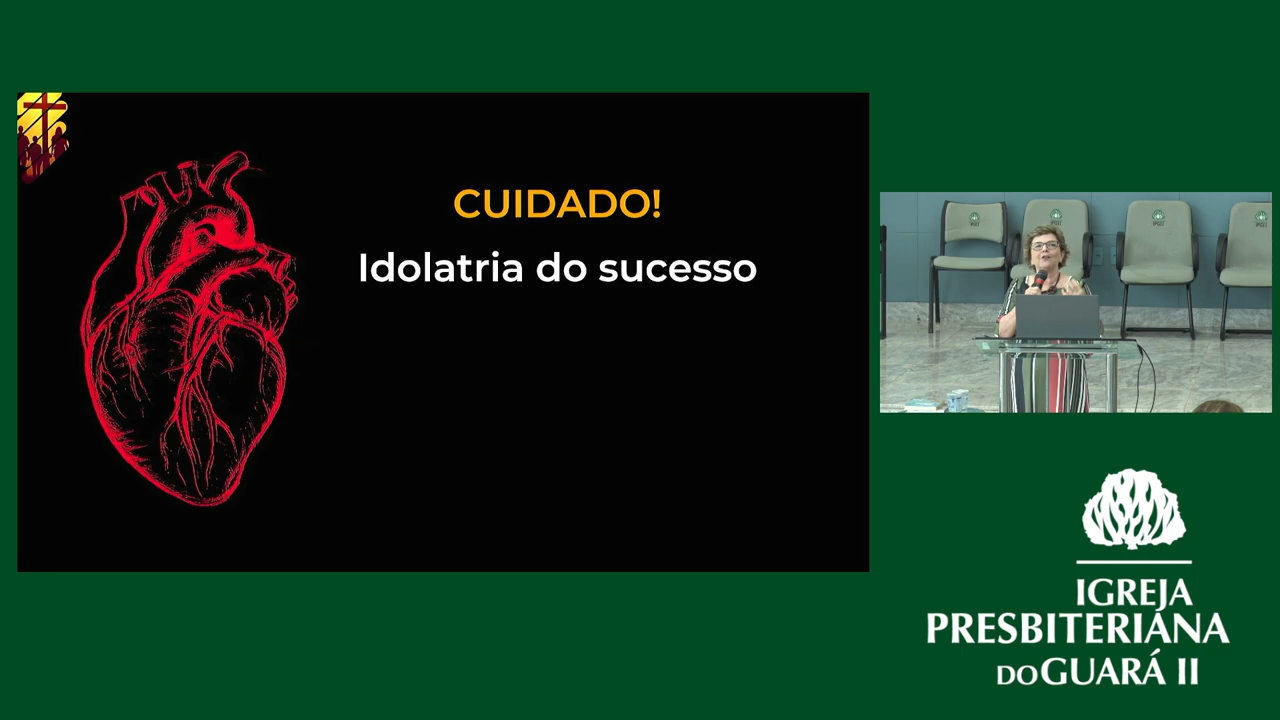 CUIDADO!
Idolatria do sucesso
IGREJA
PRESBITERIANA
DO GUARÁ II